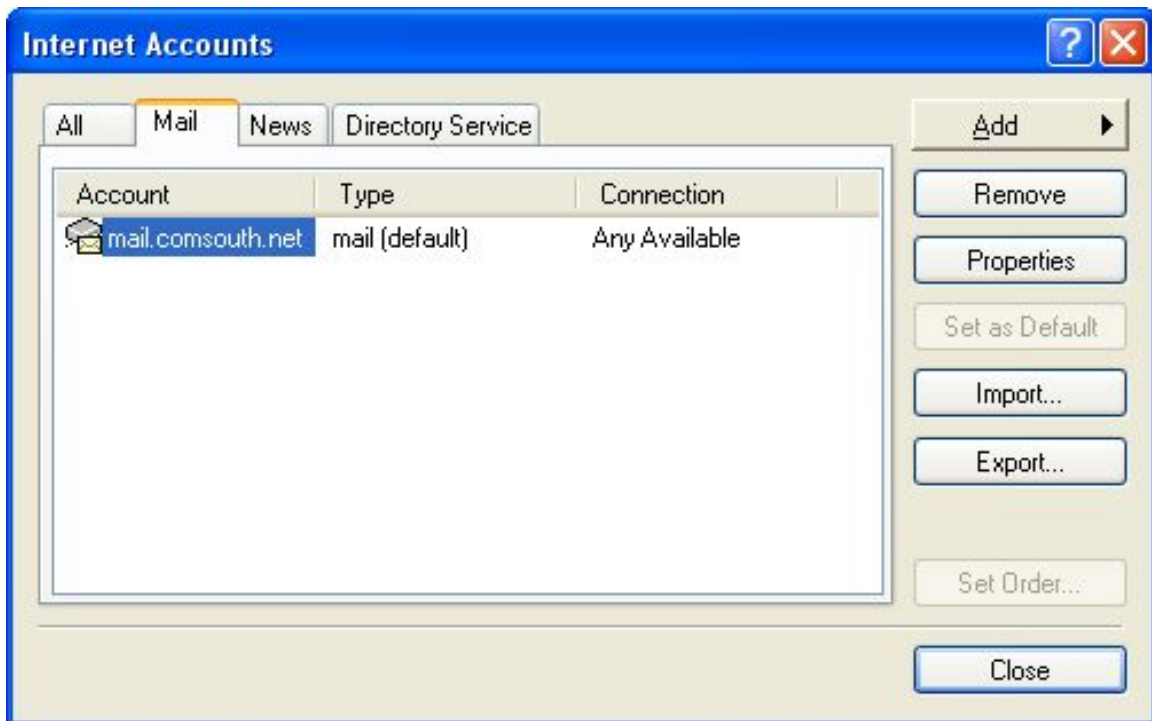 Internet Accounts
All Mail News Directory Service
Add
Account Type Connection
Remove
mail.comsouth.net mail (default) Any Available
Properties
Set as Default
Import...
Export...
Set Order...
Close